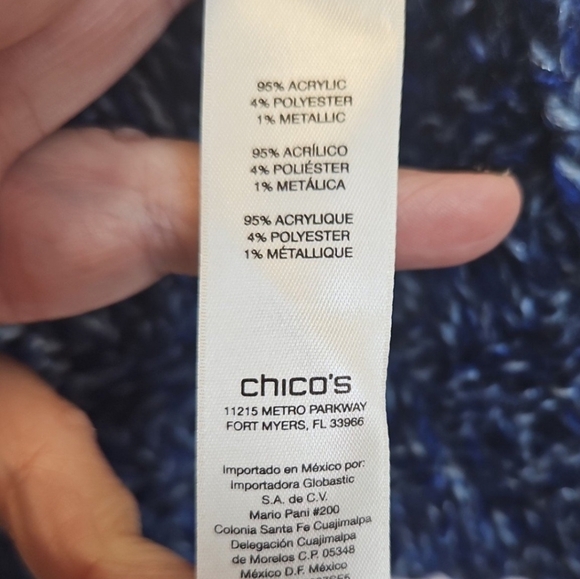 95% ACRYLIC
4% POLYESTER
1% METALLIC
95% ACRÍLICO
4% POLIÉSTER
1% METÁLICA
95% ACRYLIQUE
4% POLYESTER
1% MÉTALLIQUE
chico's
11215 METRO PARKWAY
FORT MYERS, FL 33966
Importado en México por:
Importadora Globastic
S.A. de C.V.
Mario Pani #200
Colonia Santa Fe Cuajimalpa
Delegación Cuajimalpa
de Morelos C.P. 05348
México D.F. México